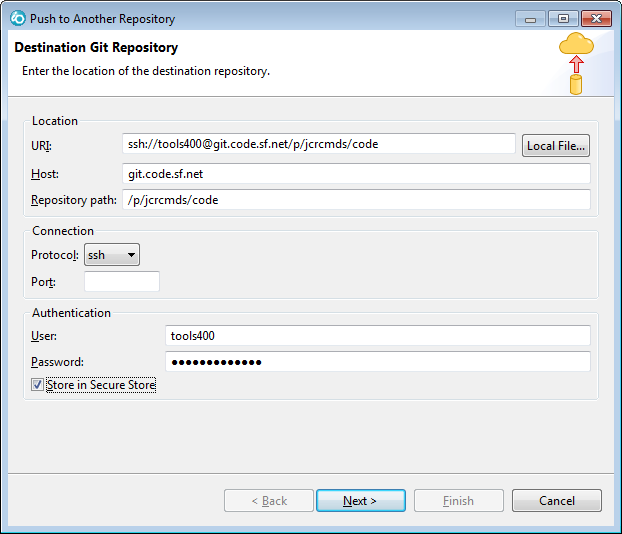 Push to Another Repository
Destination Git Repository
Enter the location of the destination repository.
Location
URI:
ssh://tools400@git.code.sf.net/p/jcrcmds/code
Local File...
Host:
git.code.sf.net
Repository path:
/p/jcrcmds/code
Connection
Protocol:
ssh
Port:
Authentication
User:
tools400
Password:
●●●●●●●●●●●●●
Store in Secure Store
< Back
Next >
Finish
Cancel